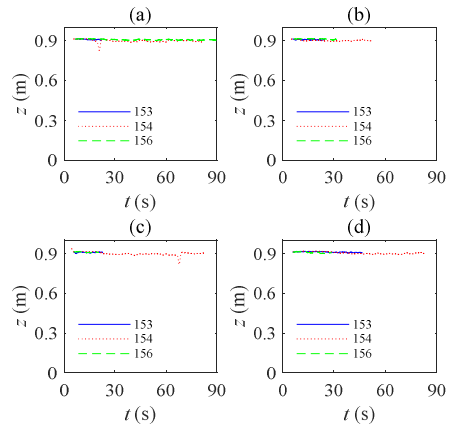 (a) (b)
0.9 0.9
0.6 0.6
0.3 0.3
0 0
z (m) z (m)
153 153
154 154
156 156
0 30 60 90 0 30 60 90
t (s) t (s)
(c) (d)
0.9 0.9
0.6 0.6
0.3 0.3
0 0
z (m) z (m)
153 153
154 154
156 156
0 30 60 90 0 30 60 90
t (s) t (s)